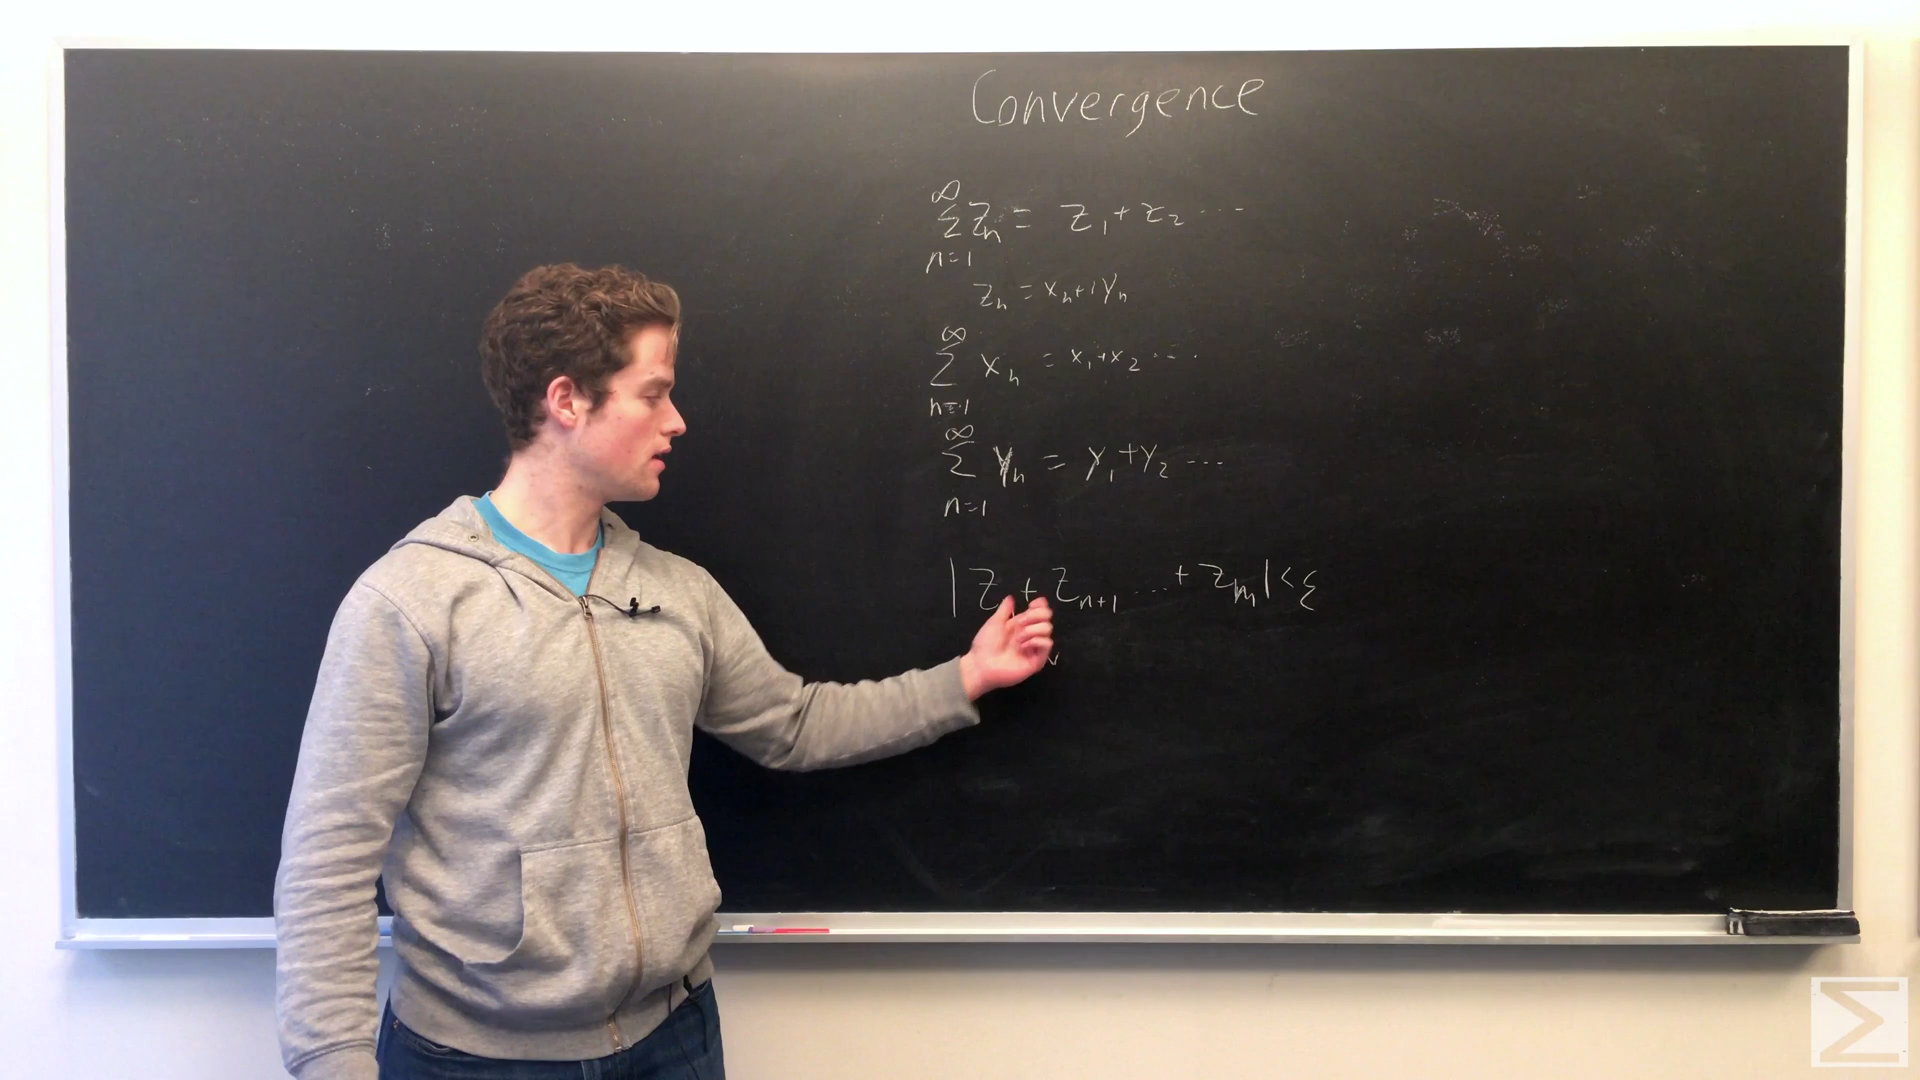 Convergence
∞
Σ Zn = Z1 + Z2 ...
n=1
Zn = Xn + iYn
∞
Σ Xn = X1 + X2 ...
n=1
∞
Σ Yn = Y1 + Y2 ...
n=1
| Z + Zn+1 ... + Zm | < ε
Σ